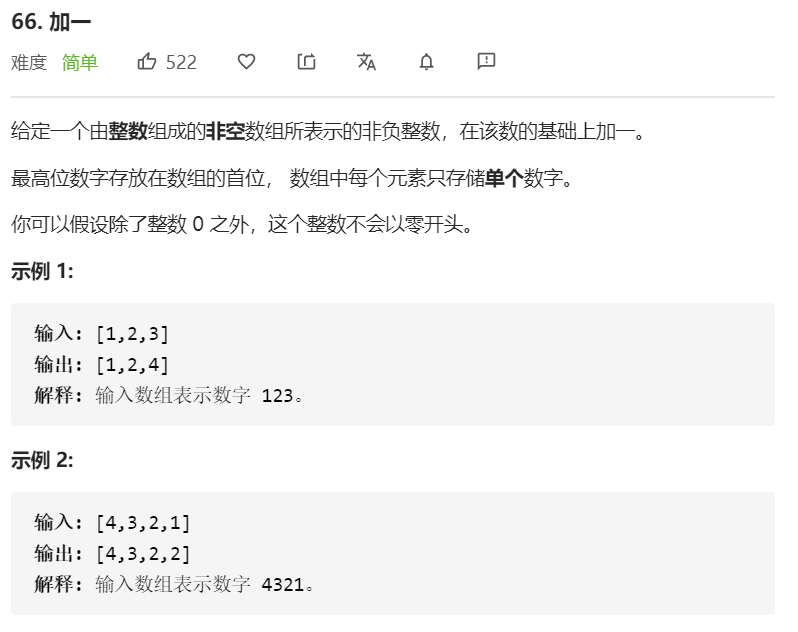 66. 加一
难度 简单 522
给定一个由整数组成的非空数组所表示的非负整数，在该数的基础上加一。
最高位数字存放在数组的首位， 数组中每个元素只存储单个数字。
你可以假设除了整数 0 之外，这个整数不会以零开头。
示例 1:
输入：[1,2,3]
输出：[1,2,4]
解释：输入数组表示数字 123。
示例 2:
输入：[4,3,2,1]
输出：[4,3,2,2]
解释：输入数组表示数字 4321。